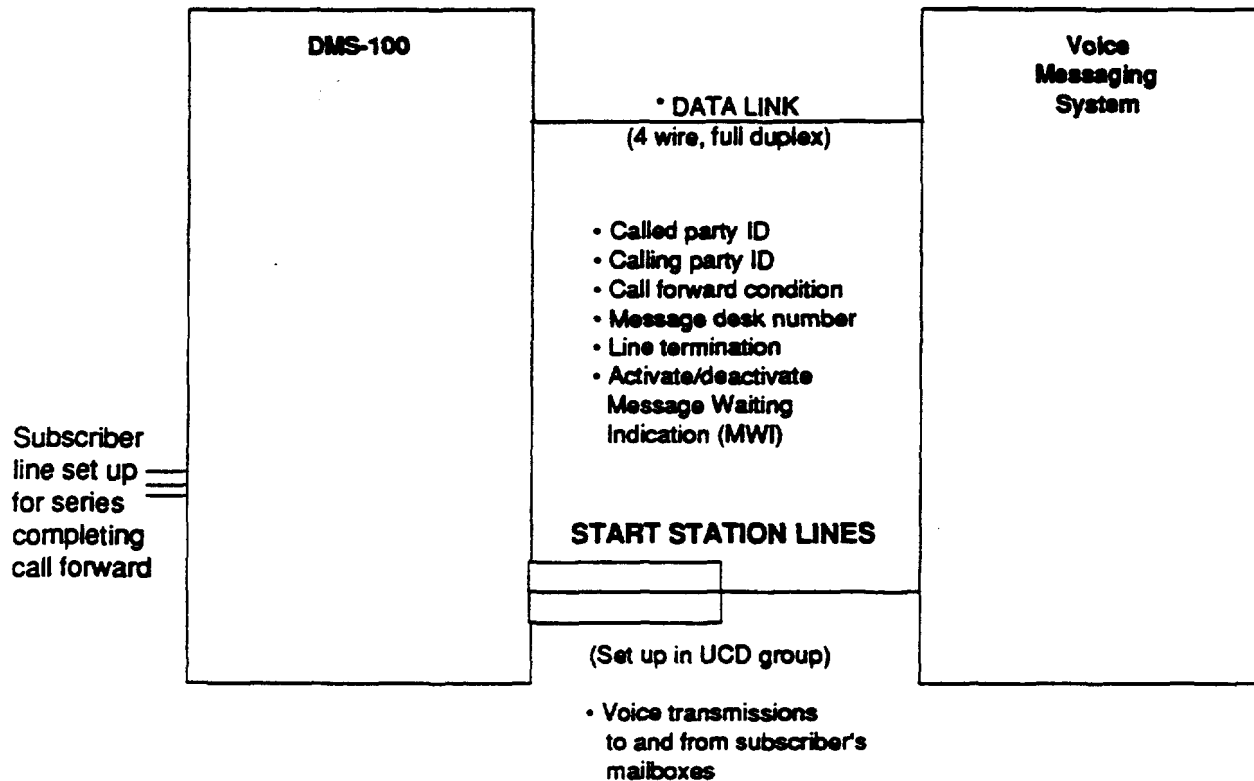 DMS-100
Voice
Messaging
System
* DATA LINK
(4 wire, full duplex)
• Called party ID
• Calling party ID
• Call forward condition
• Message desk number
• Line termination
• Activate/deactivate
Message Waiting
Indication (MWI)
Subscriber
line set up
for series
completing
call forward
START STATION LINES
(Set up in UCD group)
• Voice transmissions
to and from subscriber's
mailboxes